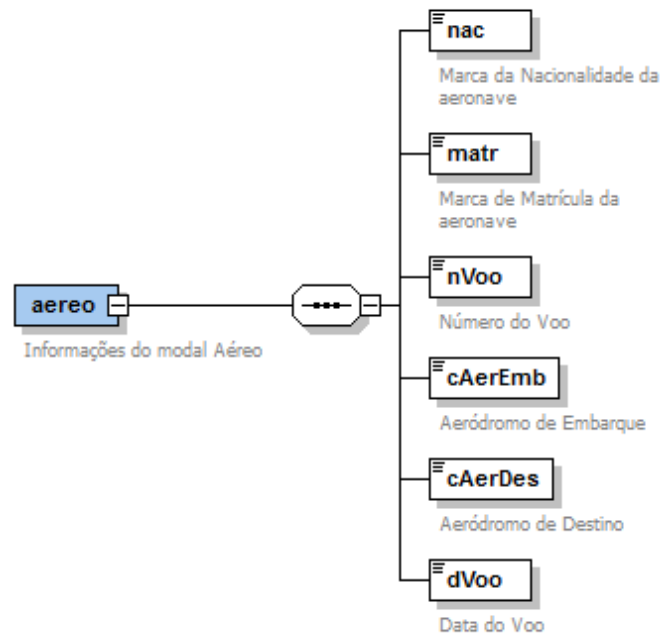 nac
Marca da Nacionalidade da
aeronave
matr
Marca de Matrícula da
aeronave
aereo
Informações do modal Aéreo
nVoo
Número do Voo
cAerEmb
Aeródromo de Embarque
cAerDes
Aeródromo de Destino
dVoo
Data do Voo